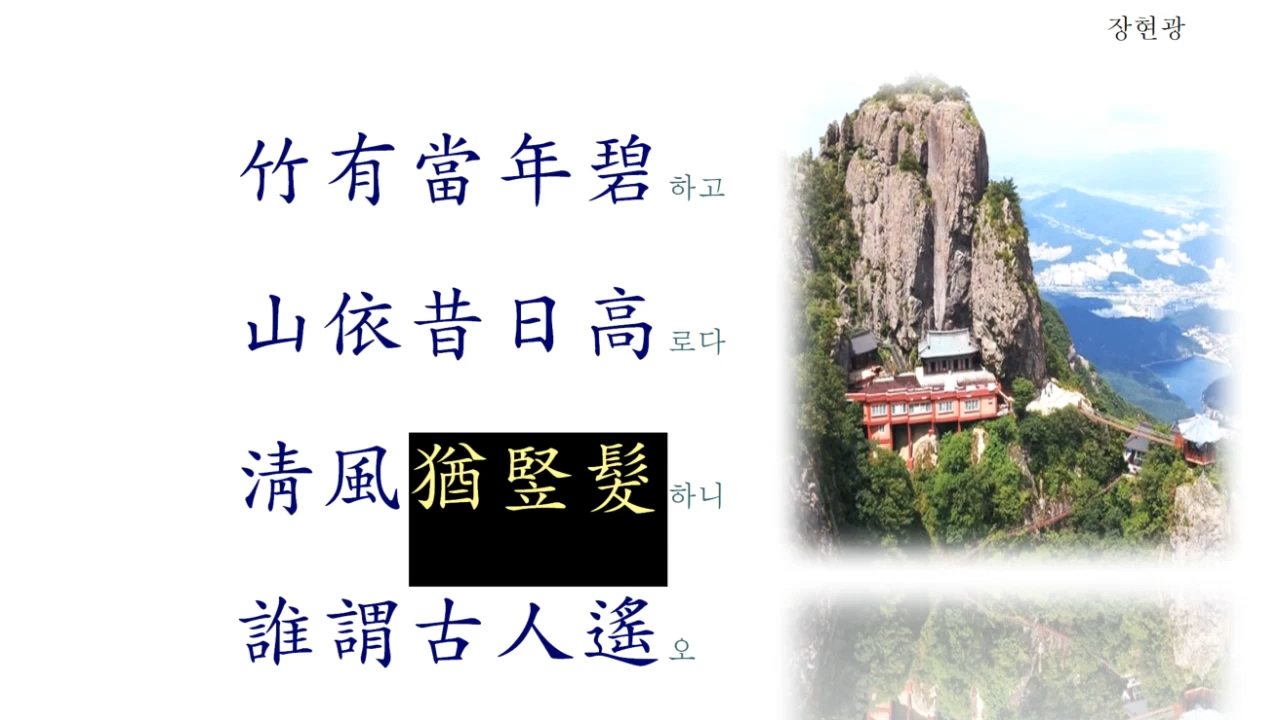 장현광
竹有當年碧하고
山依昔日高로다
淸風猶竪髮하니
誰謂古人遙오